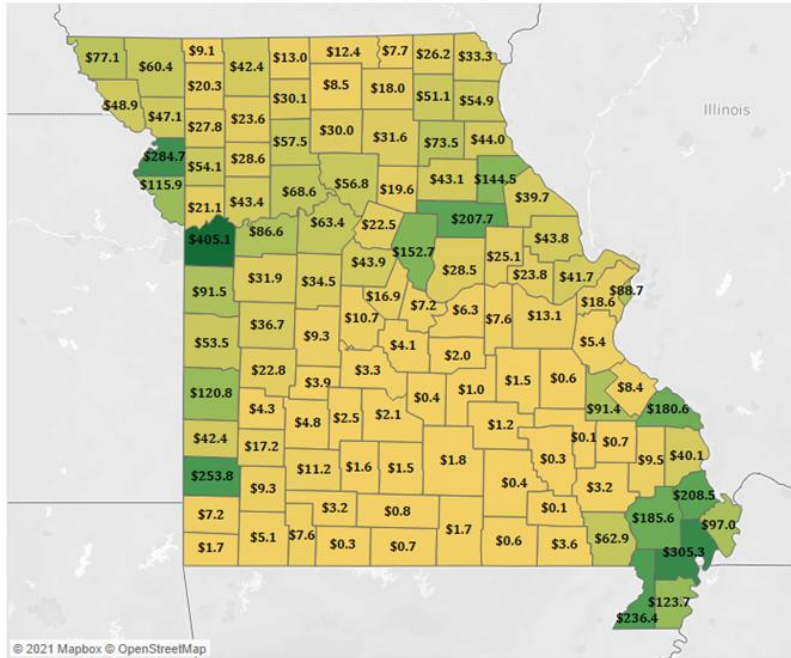 $77.1 $60.4 $9.1 $42.4 $13.0 $12.4 $7.7 $26.2 $33.3
$20.3 $8.5 $18.0
$48.9 $47.1 $30.1 $51.1 $54.9
Illinois
$27.8 $23.6 $57.5 $30.0 $31.6 $73.5 $44.0
$284.7 $54.1 $28.6
$115.9 $68.6 $56.8 $19.6 $43.1 $144.5 $39.7
$21.1 $43.4
$405.1 $86.6 $63.4 $22.5 $207.7
$152.7 $43.8
$43.9 $28.5 $25.1
$91.5 $31.9 $34.5 $23.8 $41.7 $88.7
$16.9 $7.2 $18.6
$53.5 $36.7 $9.3 $10.7 $6.3 $7.6 $13.1
$4.1 $2.0 $5.4
$120.8 $22.8 $3.9 $3.3 $0.4 $1.0 $1.5 $0.6 $8.4
$4.3 $4.8 $2.5 $2.1 $91.4 $180.6
$42.4 $17.2 $1.2 $0.1 $0.7
$253.8 $11.2 $1.6 $1.5 $1.8 $0.3 $9.5 $40.1
$9.3 $0.4 $3.2 $208.5
$7.2 $3.2 $0.8 $0.1 $185.6 $97.0
$1.7 $5.1 $7.6 $0.3 $0.7 $1.7 $0.6 $3.6 $62.9 $305.3
$123.7
$236.4
© 2021 Mapbox © OpenStreetMap